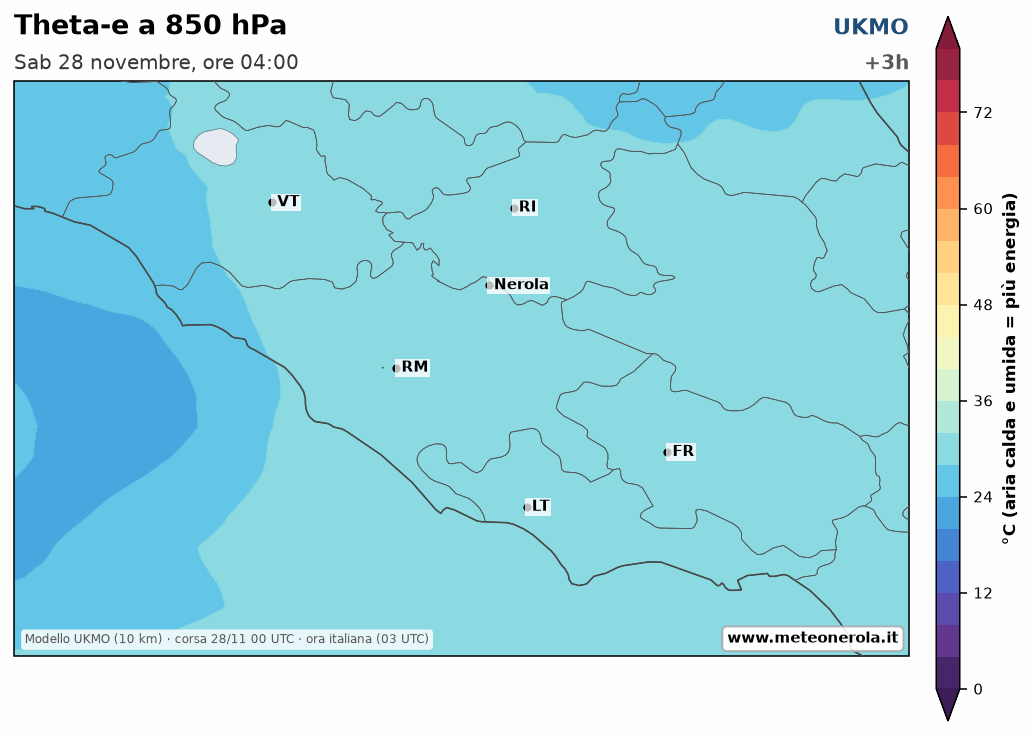 Theta-e a 850 hPa
UKMO
Sab 28 novembre, ore 04:00
+3h
VT
RI
Nerola
RM
FR
LT
72
60
48
36
24
12
0
°C (aria calda e umida = più energia)
Modello UKMO (10 km) · corsa 28/11 00 UTC · ora italiana (03 UTC)
www.meteonerola.it